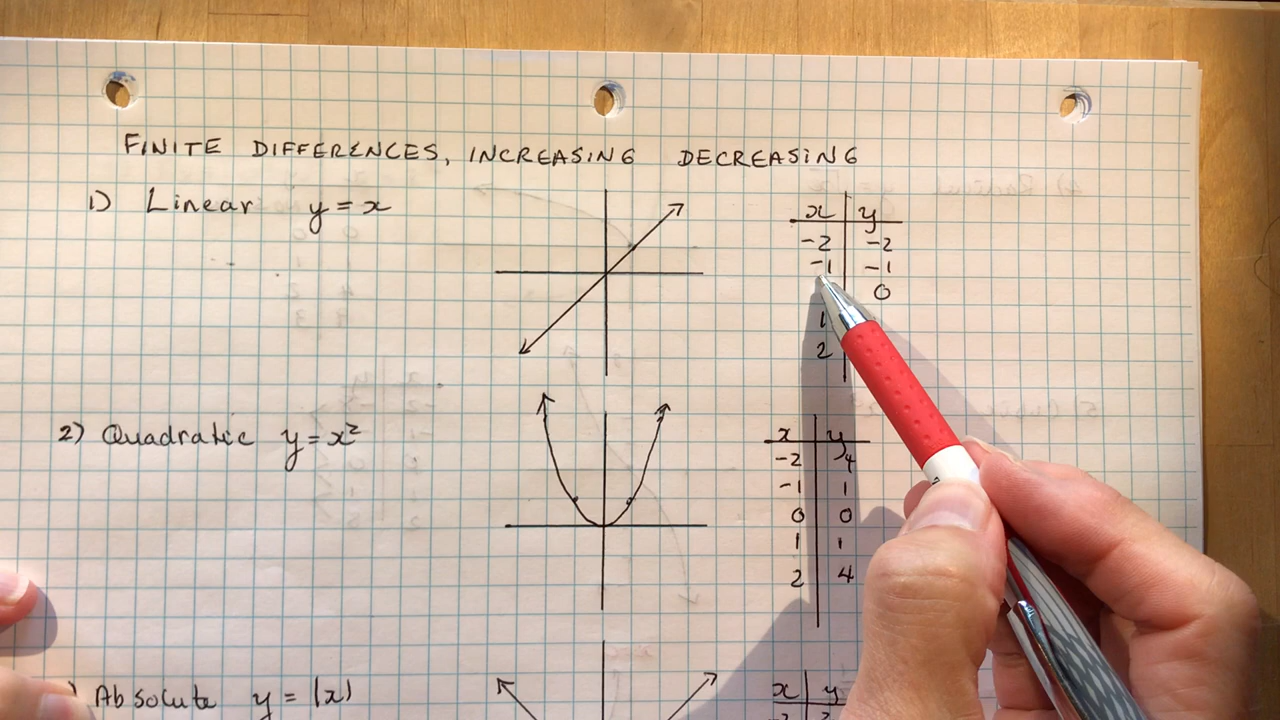 FINITE DIFFERENCES, INCREASING DECREASING
1) Linear y = x
x y
-2 -2
-1 -1
0
1
2
2) Quadratic y = x²
x y
-2 4
-1 1
0 0
1 1
2 4
) Absolute y = |x|
x y